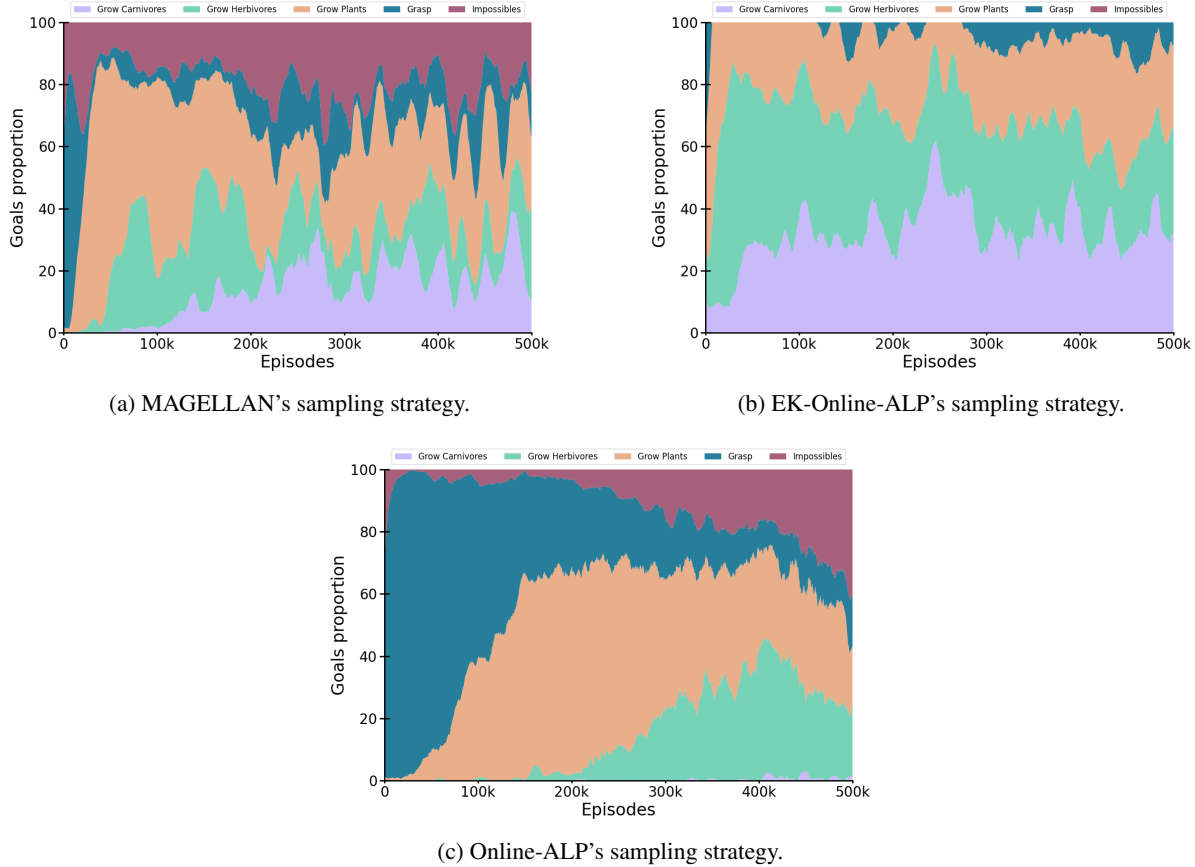 Grow Carnivores Grow Herbivores Grow Plants Grasp Impossibles
100
80
60
40
20
0
Goals proportion
0 100k 200k 300k 400k 500k
Episodes
(a) MAGELLAN's sampling strategy.
Grow Carnivores Grow Herbivores Grow Plants Grasp Impossibles
100
80
60
40
20
0
Goals proportion
0 100k 200k 300k 400k 500k
Episodes
(b) EK-Online-ALP's sampling strategy.
Grow Carnivores Grow Herbivores Grow Plants Grasp Impossibles
100
80
60
40
20
0
Goals proportion
0 100k 200k 300k 400k 500k
Episodes
(c) Online-ALP's sampling strategy.